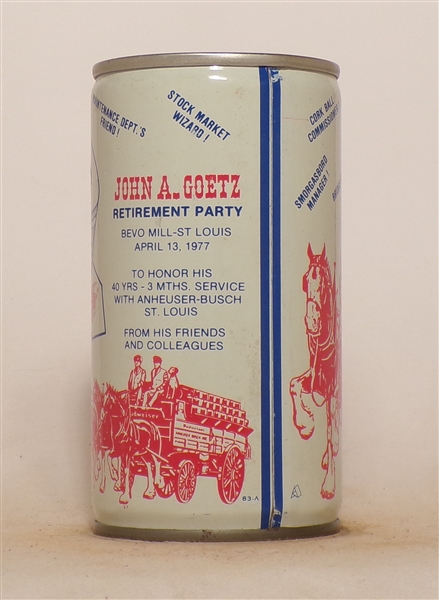 MAINTENANCE DEPT.'S
FRIEND!
STOCK MARKET
WIZARD!
CORK BALL
COMMISSIONER
SMORGASBORD
MANAGER!
JOHN A. GOETZ
RETIREMENT PARTY
BEVO MILL-ST LOUIS
APRIL 13, 1977
TO HONOR HIS
40 YRS - 3 MTHS. SERVICE
WITH ANHEUSER-BUSCH
ST. LOUIS
FROM HIS FRIENDS
AND COLLEAGUES
Budweiser
83-A
A